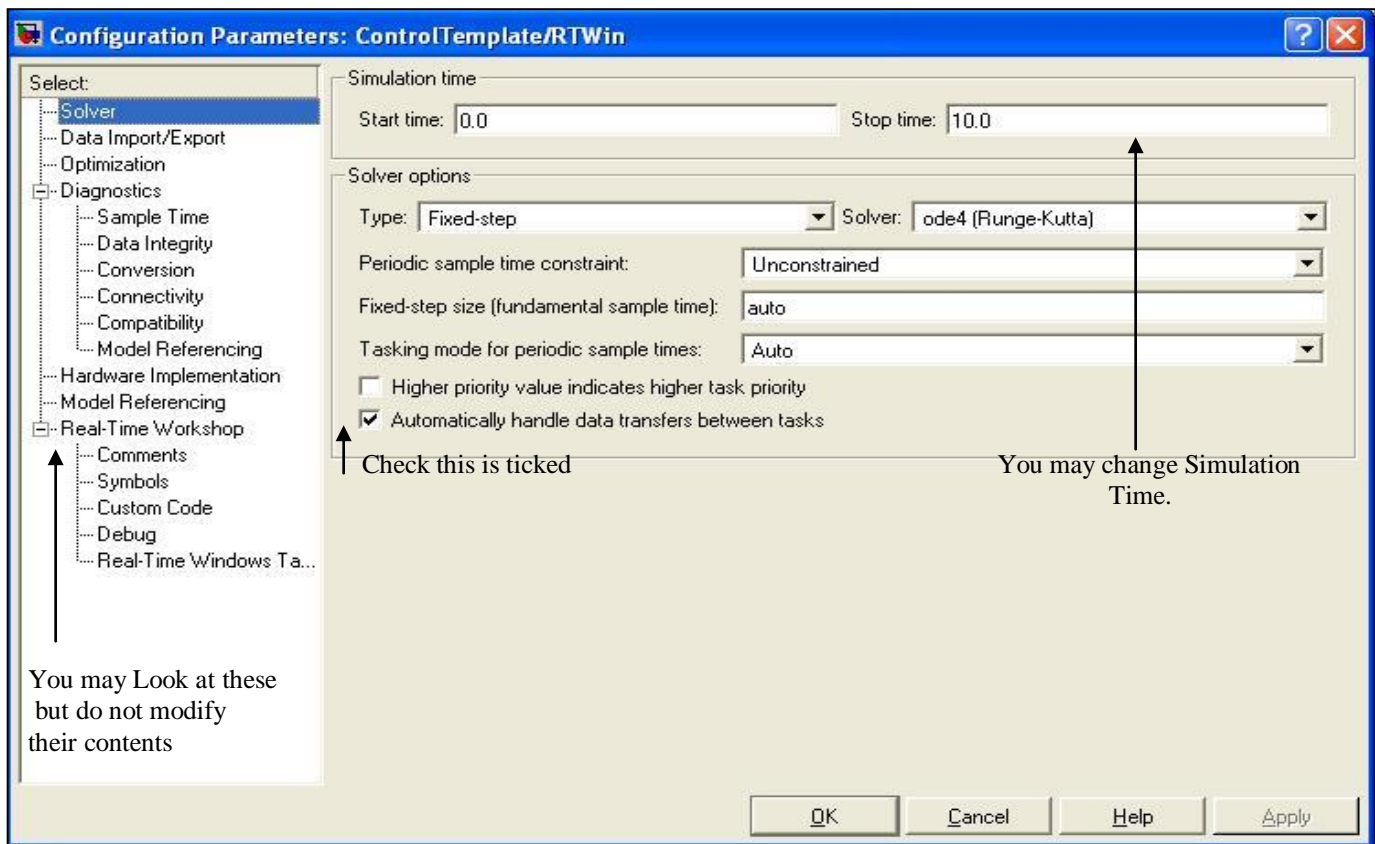 Configuration Parameters: ControlTemplate/RTWin
Select:
Solver
Data Import/Export
Optimization
Diagnostics
Sample Time
Data Integrity
Conversion
Connectivity
Compatibility
Model Referencing
Hardware Implementation
Model Referencing
Real-Time Workshop
Comments
Symbols
Custom Code
Debug
Real-Time Windows Ta...
You may Look at these
but do not modify
their contents
Simulation time
Start time: 0.0 Stop time: 10.0
Solver options
Type: Fixed-step Solver: ode4 (Runge-Kutta)
Periodic sample time constraint: Unconstrained
Fixed-step size (fundamental sample time): auto
Tasking mode for periodic sample times: Auto
Higher priority value indicates higher task priority
Automatically handle data transfers between tasks
Check this is ticked
You may change Simulation
Time.
OK Cancel Help Apply